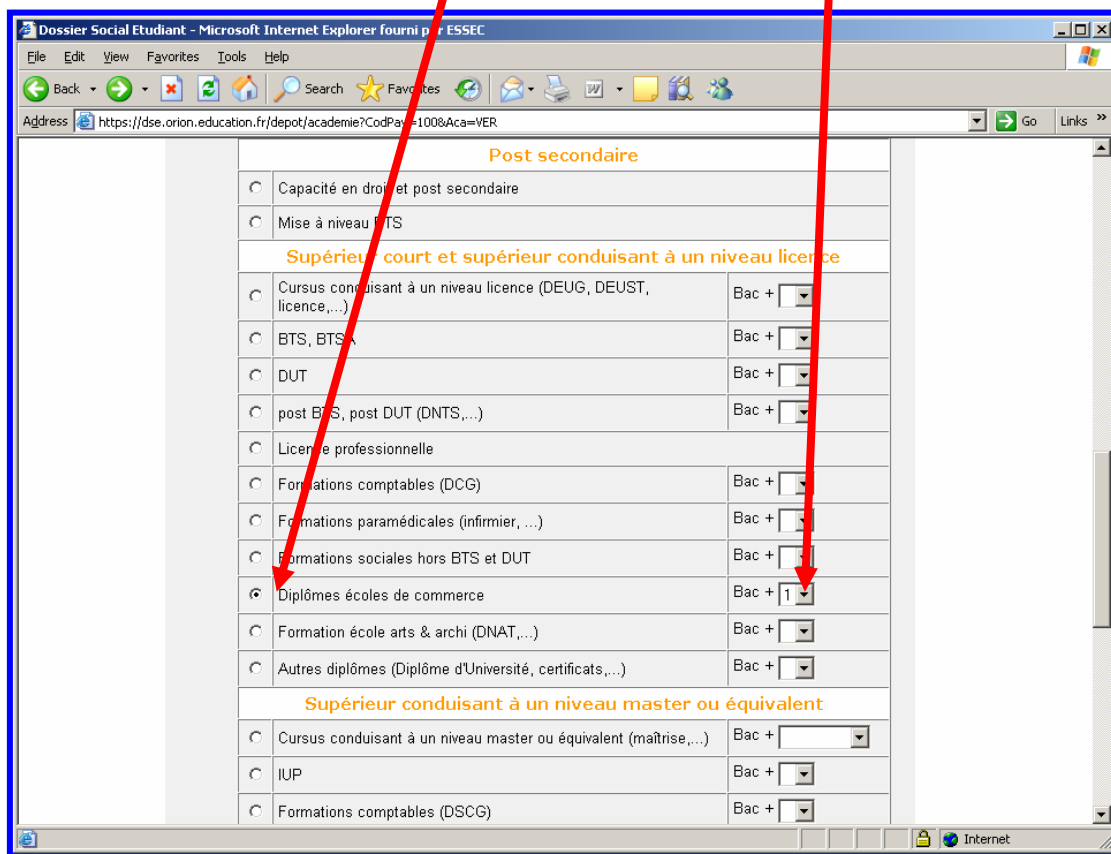 Dossier Social Etudiant - Microsoft Internet Explorer fourni par ESSEC
File Edit View Favorites Tools Help
Back Search Favorites
Address https://dse.orion.education.fr/depot/academie?CodPay=100&Aca=VER Go Links »
Post secondaire
Capacité en droit et post secondaire
Mise à niveau BTS
Supérieur court et supérieur conduisant à un niveau licence
Cursus conduisant à un niveau licence (DEUG, DEUST, Bac +
licence,...)
BTS, BTSA Bac +
DUT Bac +
post BTS, post DUT (DNTS,...) Bac +
Licence professionnelle
Formations comptables (DCG) Bac +
Formations paramédicales (infirmier, ...) Bac +
Formations sociales hors BTS et DUT Bac +
Diplômes écoles de commerce Bac + 1
Formation école arts & archi (DNAT,...) Bac +
Autres diplômes (Diplôme d'Université, certificats,...) Bac +
Supérieur conduisant à un niveau master ou équivalent
Cursus conduisant à un niveau master ou équivalent (maîtrise,...) Bac +
IUP Bac +
Formations comptables (DSCG) Bac +
Internet